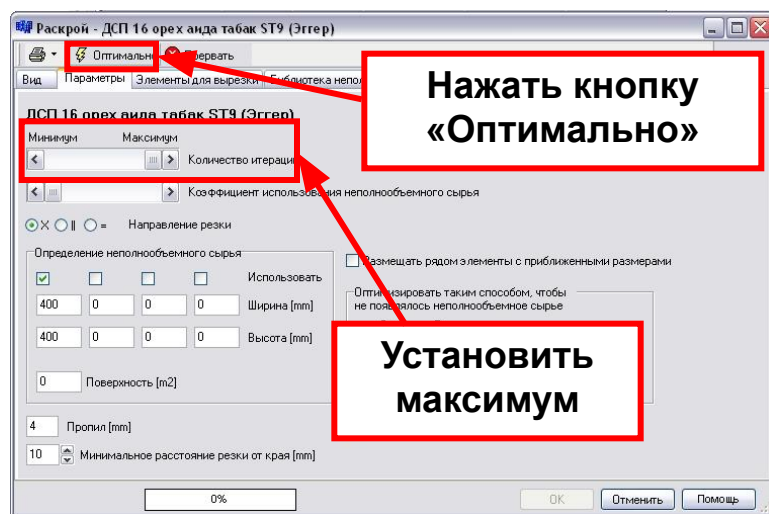 Раскрой - ДСП 16 орех аида табак ST9 (Эггер)
Оптимально
Прервать
Вид Параметры Элементы для вырезки Библиотека
Нажать кнопку
«Оптимально»
ДСП 16 орех аида табак ST9 (Эггер)
Минимум Максимум
Количество итераций
Коэффициент использования неполнообъемного сырья
X || = Направление резки
Определение неполнообъемного сырья
Размещать рядом элементы с приближенными размерами
Использовать
400 0 0 0 Ширина [mm]
Оптимизировать таким способом, чтобы
не появлялось неполнообъемное сырье
400 0 0 0 Высота [mm]
Установить
максимум
0 Поверхность [m2]
4 Пропил [mm]
10 Минимальное расстояние резки от края [mm]
0% OK Отменить Помощь